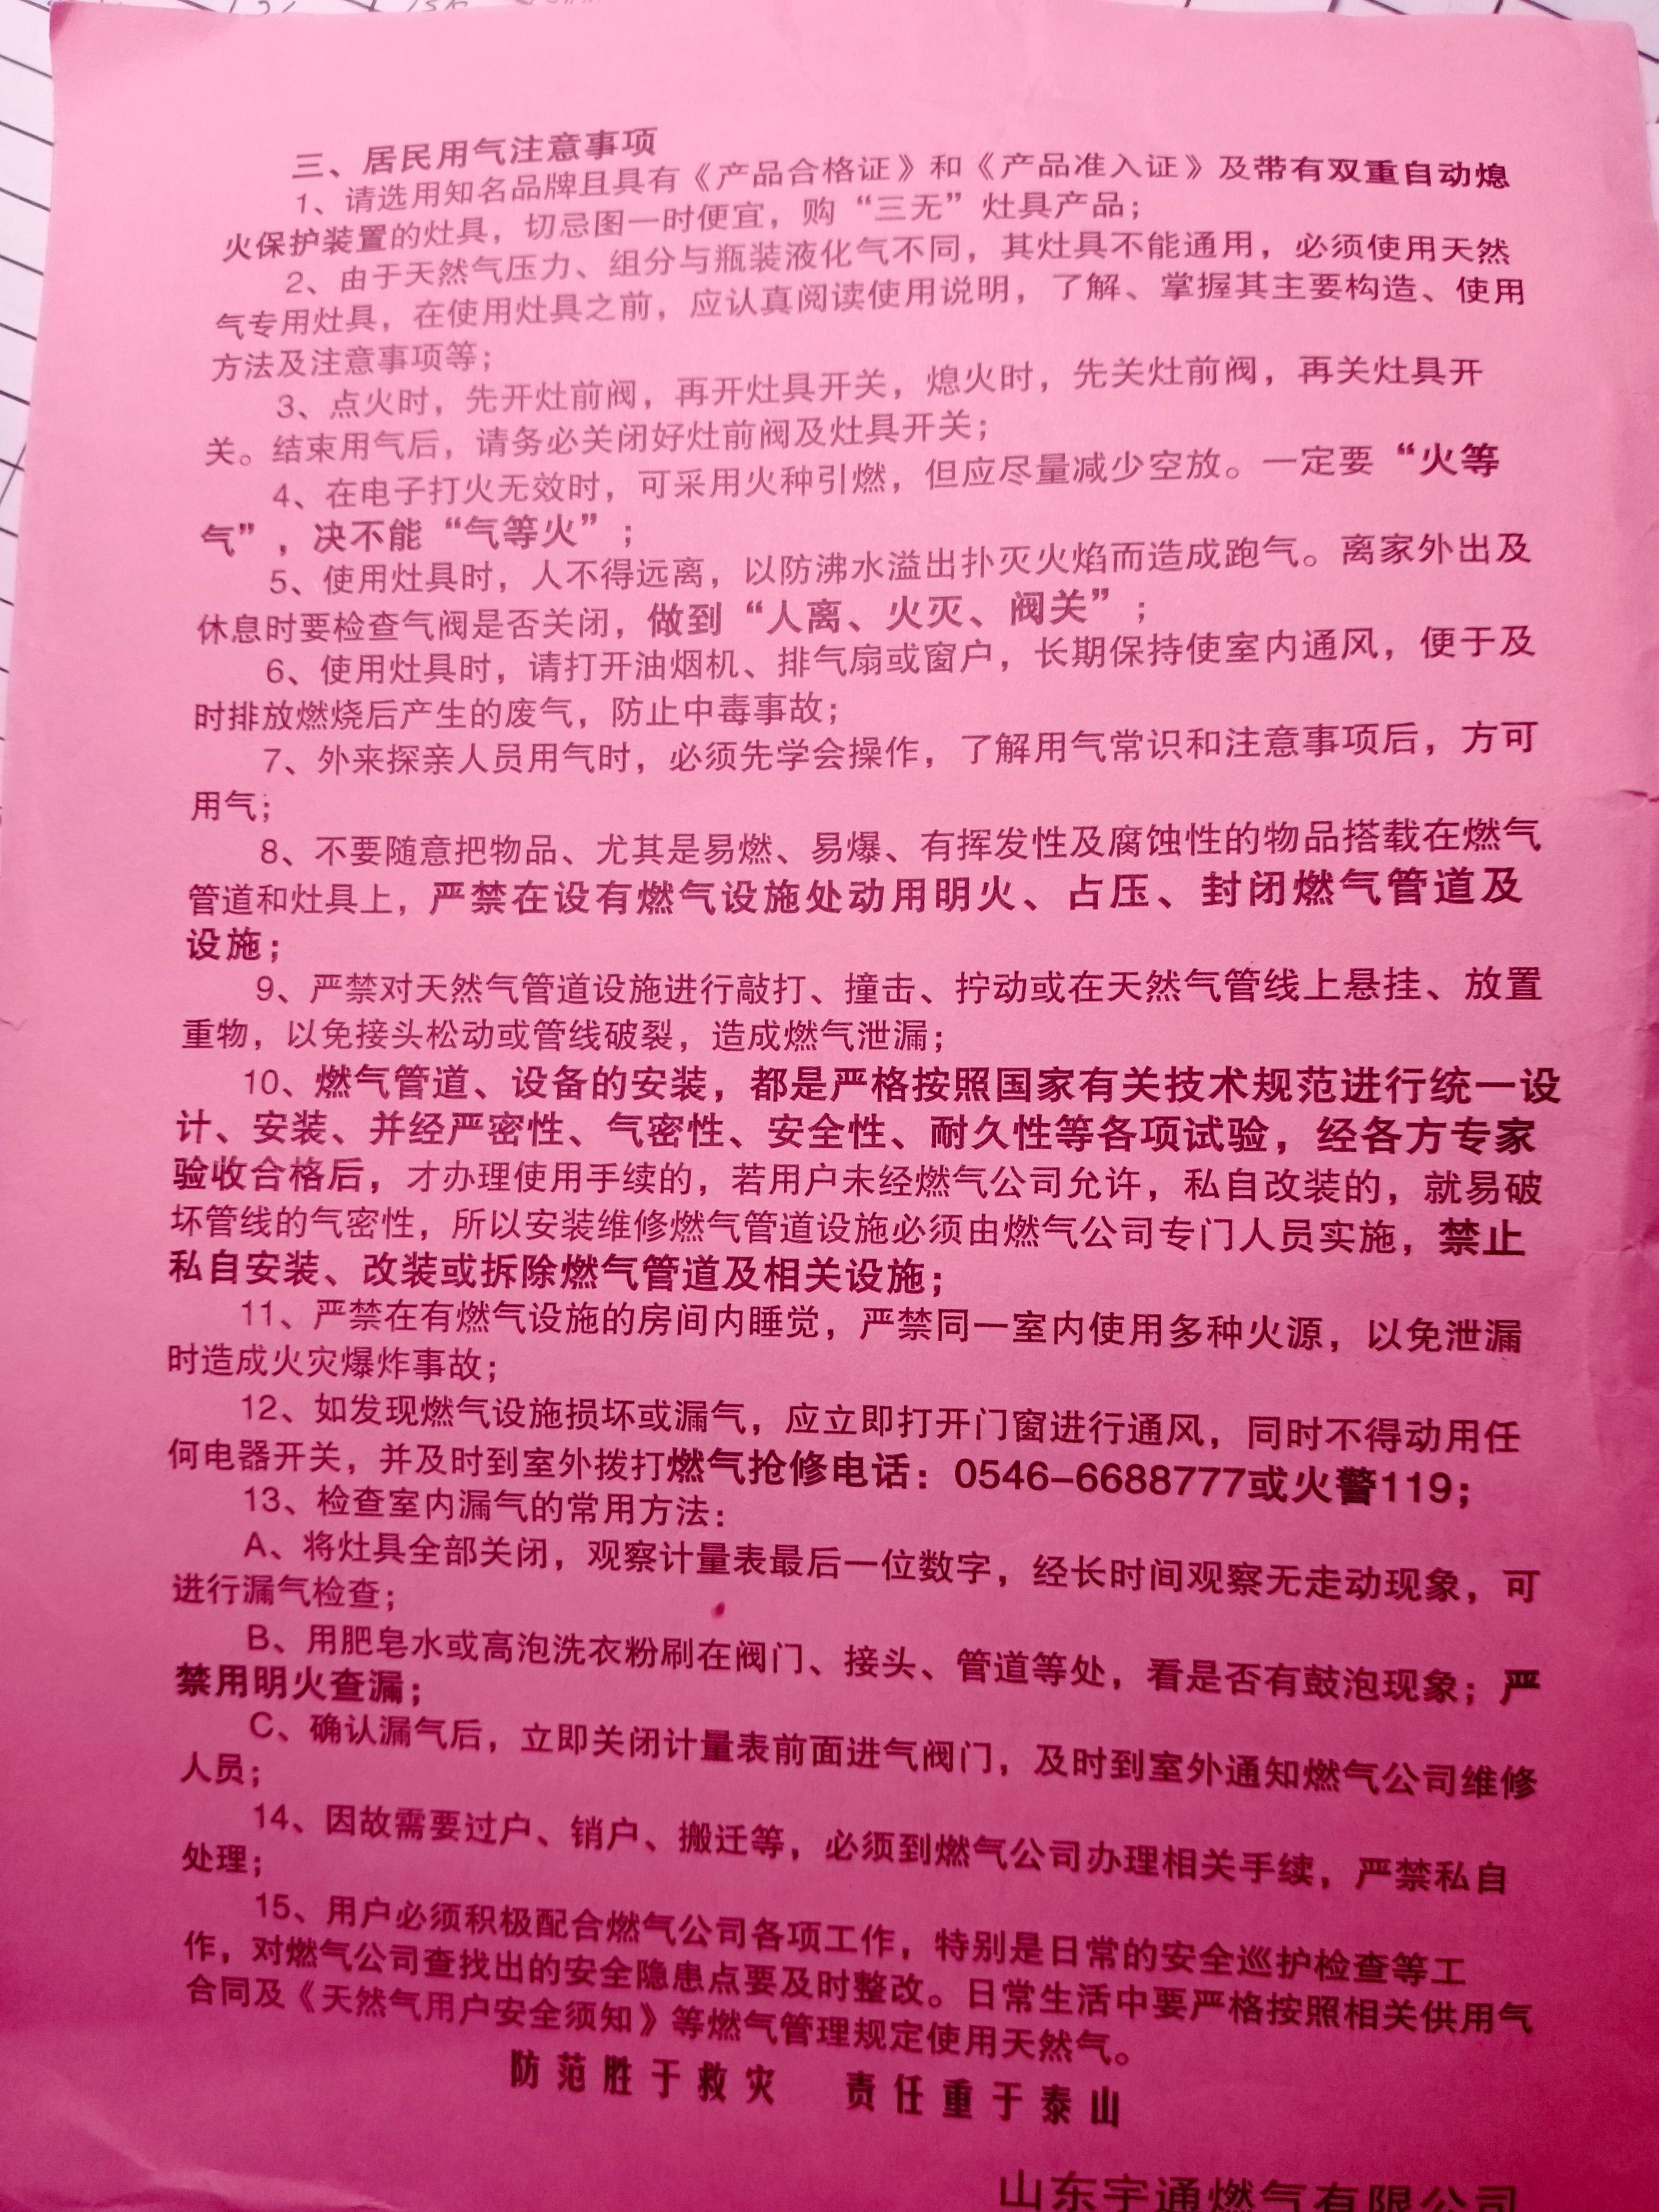 三、居民用气注意事项
1、请选用知名品牌且具有《产品合格证》和《产品准入证》及带有双重自动熄
火保护装置的灶具，切忌图一时便宜，购“三无”灶具产品；
2、由于天然气压力、组分与瓶装液化气不同，其灶具不能通用，必须使用天然
气专用灶具，在使用灶具之前，应认真阅读使用说明，了解、掌握其主要构造、使用
方法及注意事项等；
3、点火时，先开灶前阀，再开灶具开关，熄火时，先关灶前阀，再关灶具开
关。结束用气后，请务必关闭好灶前阀及灶具开关；
4、在电子打火无效时，可采用火种引燃，但应尽量减少空放。一定要“火等
气”，决不能“气等火”；
5、使用灶具时，人不得远离，以防沸水溢出扑灭火焰而造成跑气。离家外出及
休息时要检查气阀是否关闭，做到“人离、火灭、阀关”；
6、使用灶具时，请打开油烟机、排气扇或窗户，长期保持使室内通风，便于及
时排放燃烧后产生的废气，防止中毒事故；
7、外来探亲人员用气时，必须先学会操作，了解用气常识和注意事项后，方可
用气；
8、不要随意把物品、尤其是易燃、易爆、有挥发性及腐蚀性的物品搭载在燃气
管道和灶具上，严禁在设有燃气设施处动用明火、占压、封闭燃气管道及
设施；
9、严禁对天然气管道设施进行敲打、撞击、拧动或在天然气管线上悬挂、放置
重物，以免接头松动或管线破裂，造成燃气泄漏；
10、燃气管道、设备的安装，都是严格按照国家有关技术规范进行统一设
计、安装、并经严密性、气密性、安全性、耐久性等各项试验，经各方专家
验收合格后，才办理使用手续的，若用户未经燃气公司允许，私自改装的，就易破
坏管线的气密性，所以安装维修燃气管道设施必须由燃气公司专门人员实施，禁止
私自安装、改装或拆除燃气管道及相关设施；
11、严禁在有燃气设施的房间内睡觉，严禁同一室内使用多种火源，以免泄漏
时造成火灾爆炸事故；
12、如发现燃气设施损坏或漏气，应立即打开门窗进行通风，同时不得动用任
何电器开关，并及时到室外拨打燃气抢修电话：0546-6688777或火警119；
13、检查室内漏气的常用方法：
A、将灶具全部关闭，观察计量表最后一位数字，经长时间观察无走动现象，可
进行漏气检查；
B、用肥皂水或高泡洗衣粉刷在阀门、接头、管道等处，看是否有鼓泡现象；严
禁用明火查漏；
C、确认漏气后，立即关闭计量表前面进气阀门，及时到室外通知燃气公司维修
人员；
14、因故需要过户、销户、搬迁等，必须到燃气公司办理相关手续，严禁私自
处理；
15、用户必须积极配合燃气公司各项工作，特别是日常的安全巡护检查等工
作，对燃气公司查找出的安全隐患点要及时整改。日常生活中要严格按照相关供用气
合同及《天然气用户安全须知》等燃气管理规定使用天然气。
防范胜于救灾 责任重于泰山
山东宇通燃气有限公司